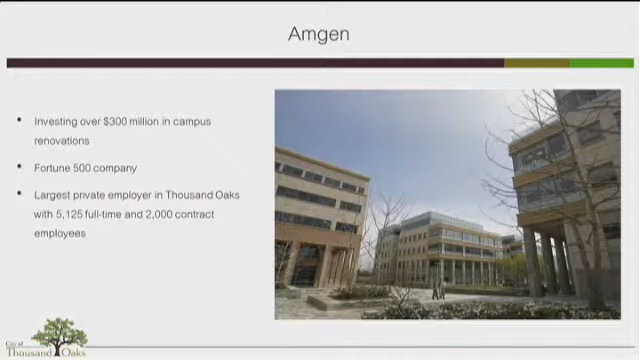 Amgen
• Investing over $300 million in campus
renovations
• Fortune 500 company
• Largest private employer in Thousand Oaks
with 5,125 full-time and 2,000 contract
employees
City of
Thousand Oaks